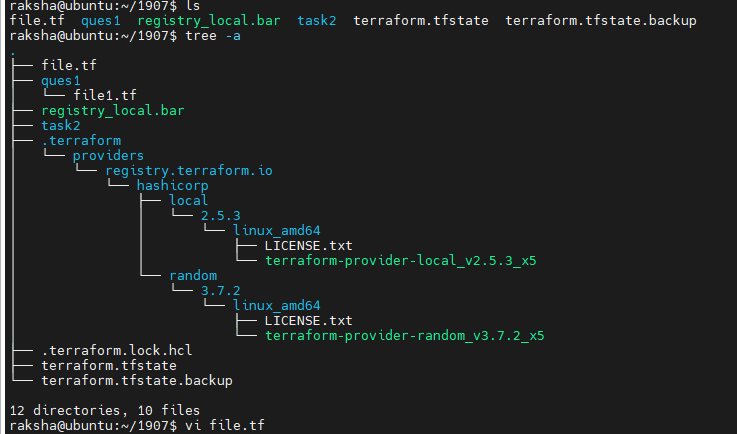 raksha@ubuntu:~/1907$ ls
file.tf  ques1  registry_local.bar  task2  terraform.tfstate  terraform.tfstate.backup
raksha@ubuntu:~/1907$ tree -a
.
├── file.tf
├── ques1
│   └── file1.tf
├── registry_local.bar
├── task2
├── .terraform
│   └── providers
│       └── registry.terraform.io
│           └── hashicorp
│               ├── local
│               │   └── 2.5.3
│               │       └── linux_amd64
│               │           ├── LICENSE.txt
│               │           └── terraform-provider-local_v2.5.3_x5
│               └── random
│                   └── 3.7.2
│                       └── linux_amd64
│                           ├── LICENSE.txt
│                           └── terraform-provider-random_v3.7.2_x5
├── .terraform.lock.hcl
├── terraform.tfstate
└── terraform.tfstate.backup
12 directories, 10 files
raksha@ubuntu:~/1907$ vi file.tf